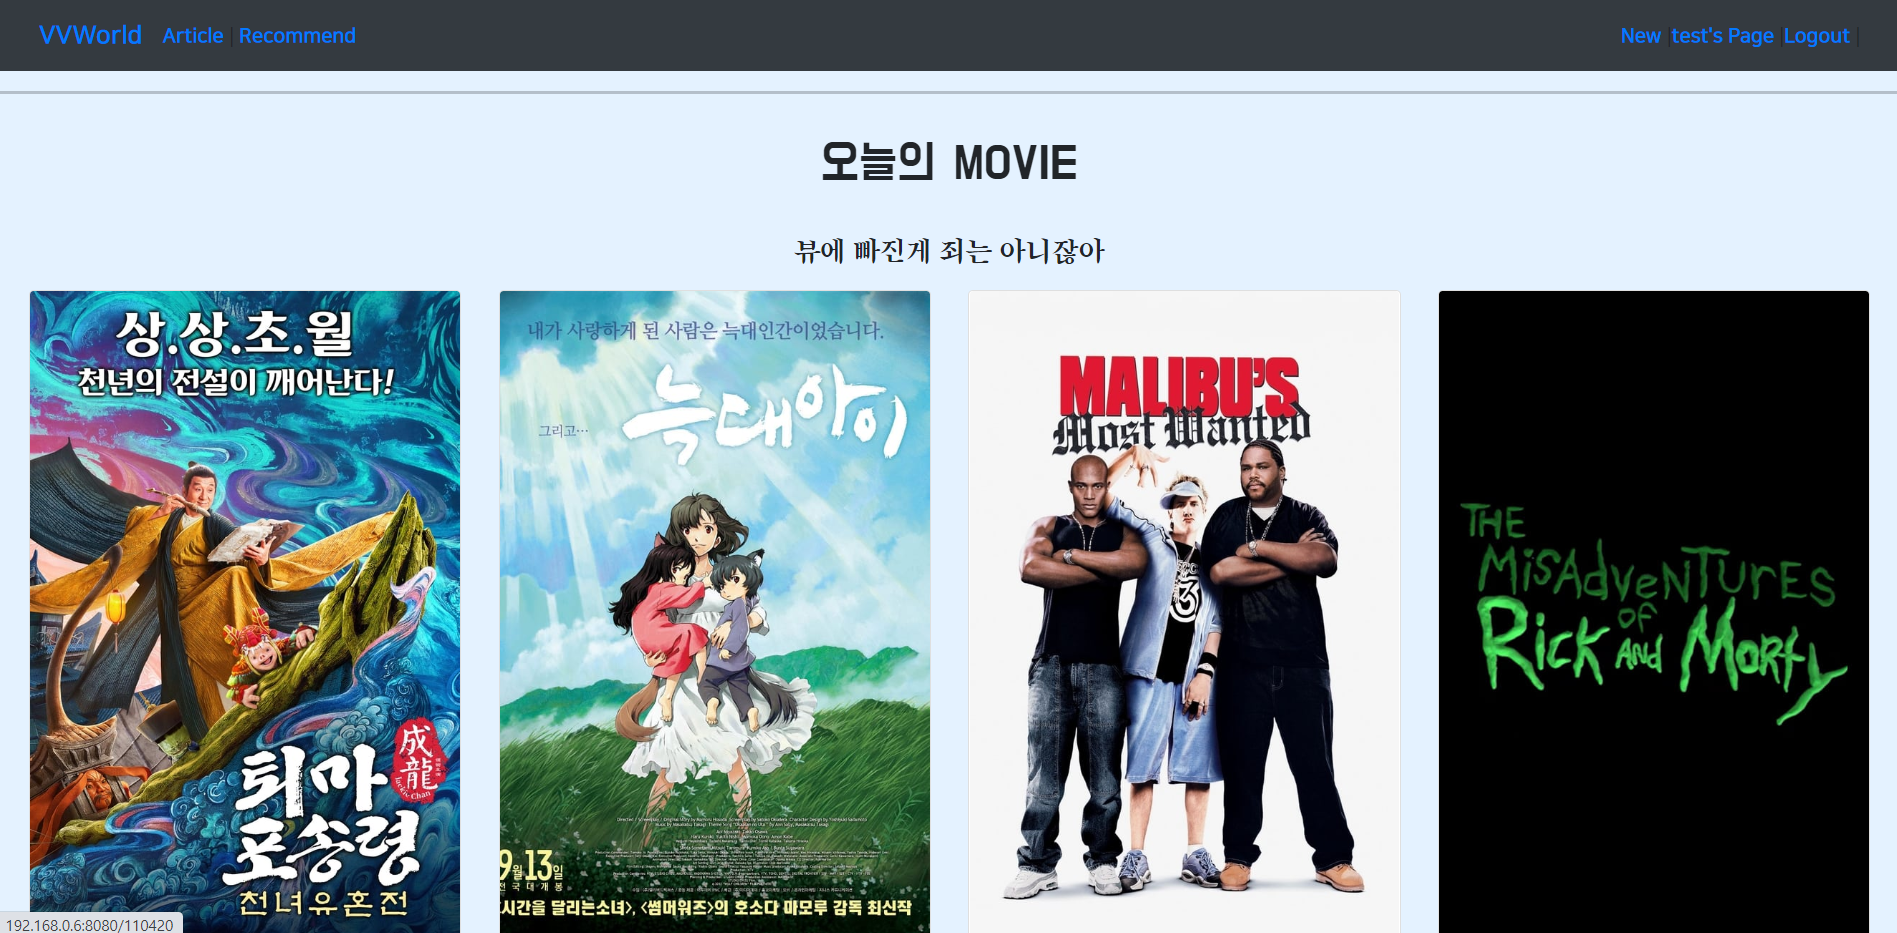 VVWorld Article | Recommend New |test's Page |Logout |
오늘의 MOVIE
뷰에 빠진게 죄는 아니잖아
상.상.초.월
천년의 전설이 깨어난다!
成龍
Jackie Chan
퇴마
포송령
천녀유혼전
내가 사랑하게 된 사람은 늑대인간이었습니다.
그리고…
늑대아이
9월 13일
전국대개봉
<시간을 달리는소녀>, <썸머워즈>의 호소다 마모루 감독 최신작
MALIBU'S
Most Wanted
THE
MISADVENTURES
OF
RICK AND MORTY
192.168.0.6:8080/110420